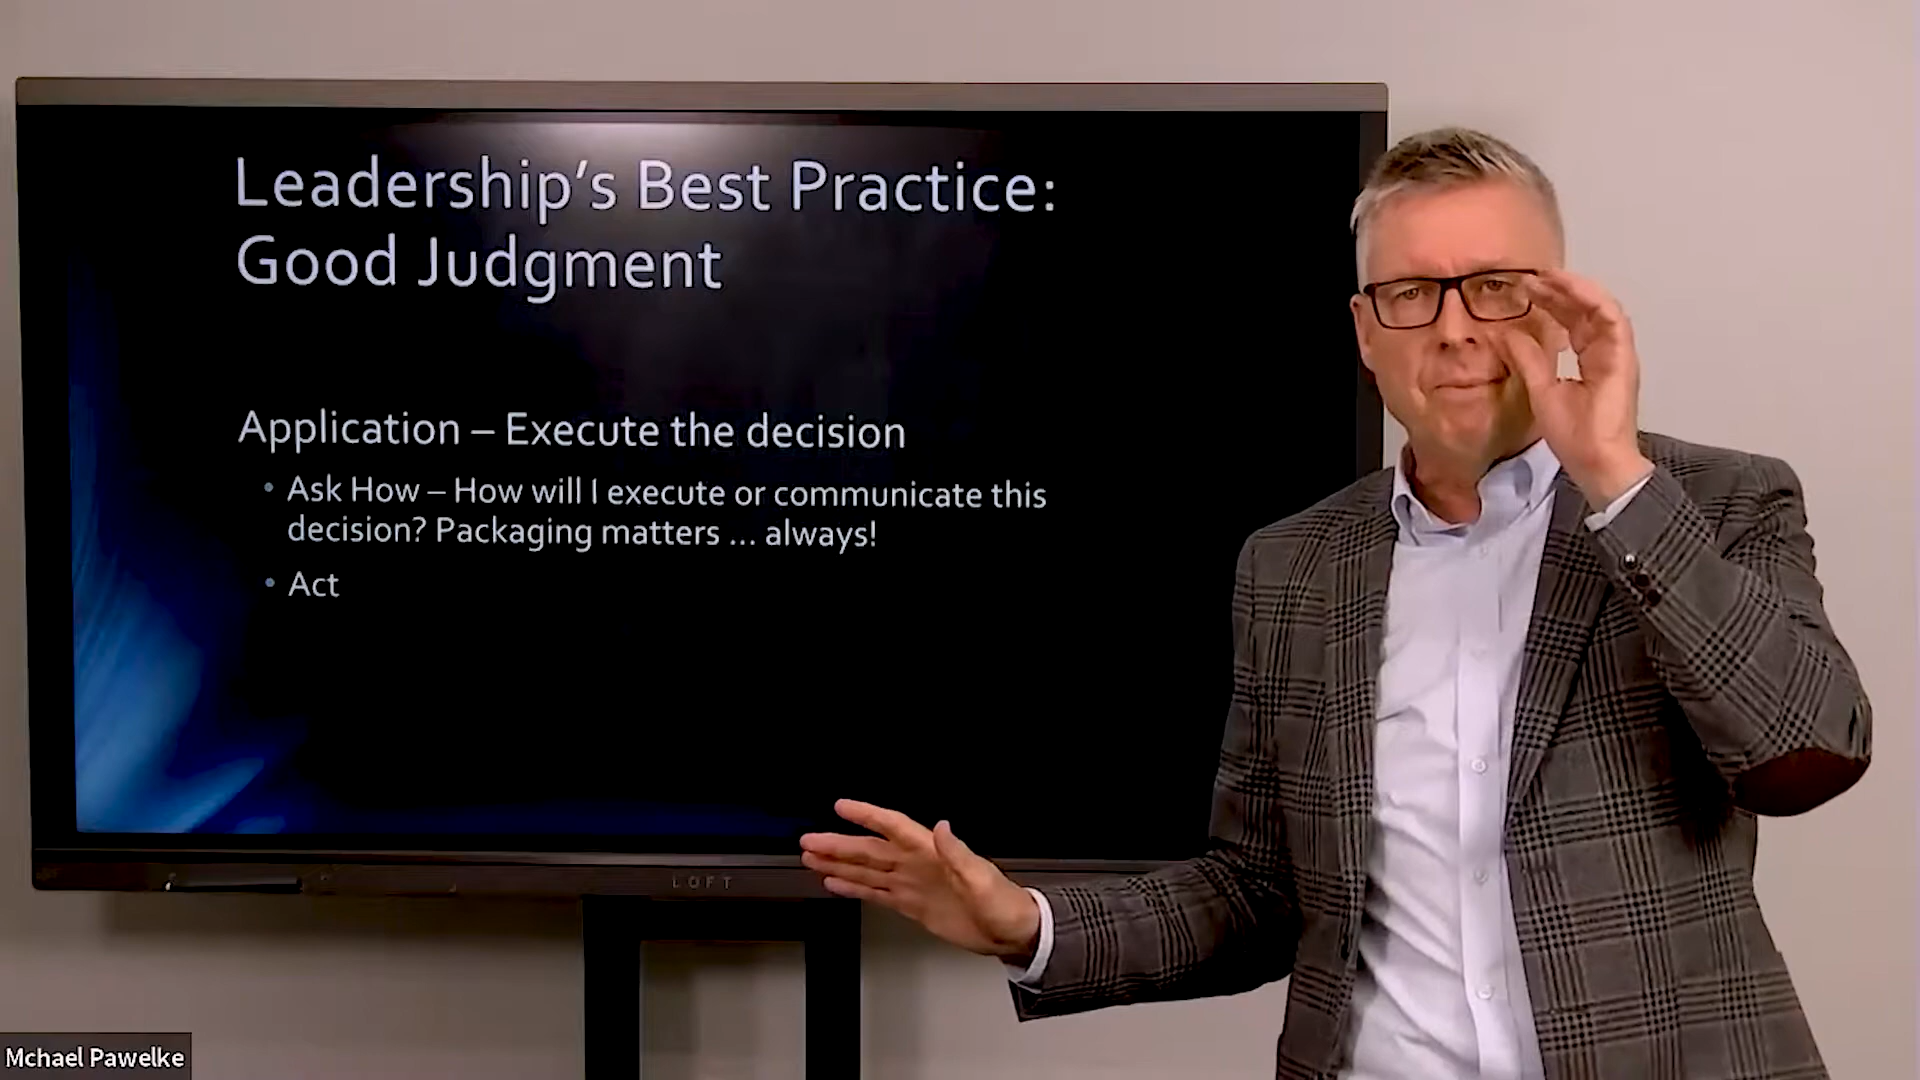 Leadership's Best Practice:
Good Judgment
Application – Execute the decision
• Ask How – How will I execute or communicate this
decision? Packaging matters ... always!
• Act
LOFT
Mchael Pawelke